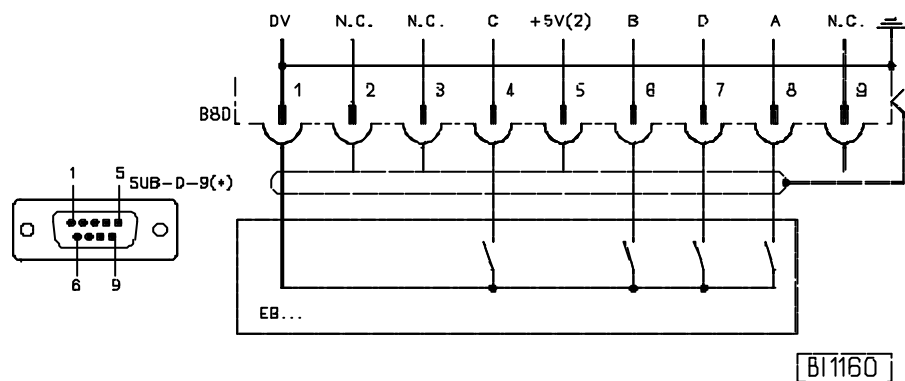 0V N.C. N.C. C +5V(2) B D A N.C.
1 2 3 4 5 6 7 8 9
B8D
1 5 SUB-D-9(*)
6 9
EB...
BI1160